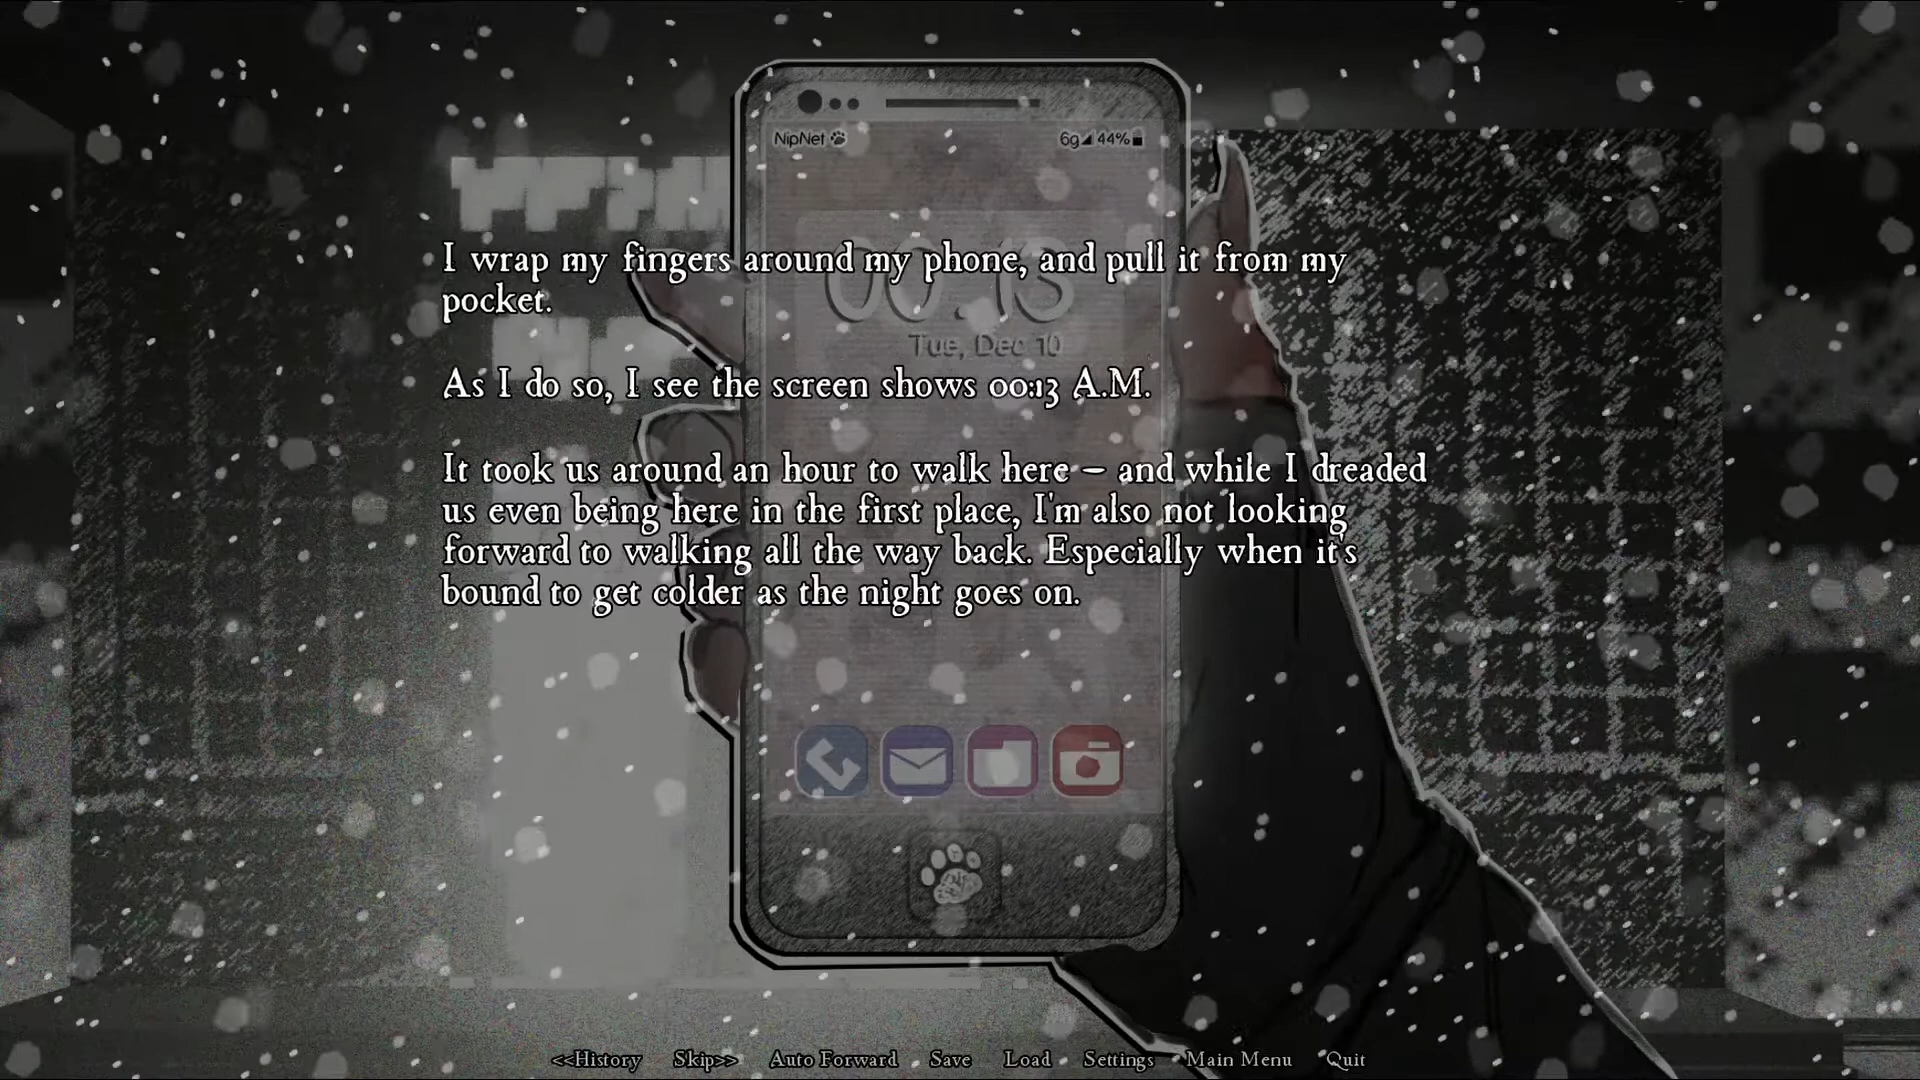 NipNet
6g 44%
00:13
Tue, Dec 10
I wrap my fingers around my phone, and pull it from my
pocket.
As I do so, I see the screen shows 00:13 A.M.
It took us around an hour to walk here – and while I dreaded
us even being here in the first place, I'm also not looking
forward to walking all the way back. Especially when it's
bound to get colder as the night goes on.
<<History Skip>> Auto Forward Save Load Settings Main Menu Quit